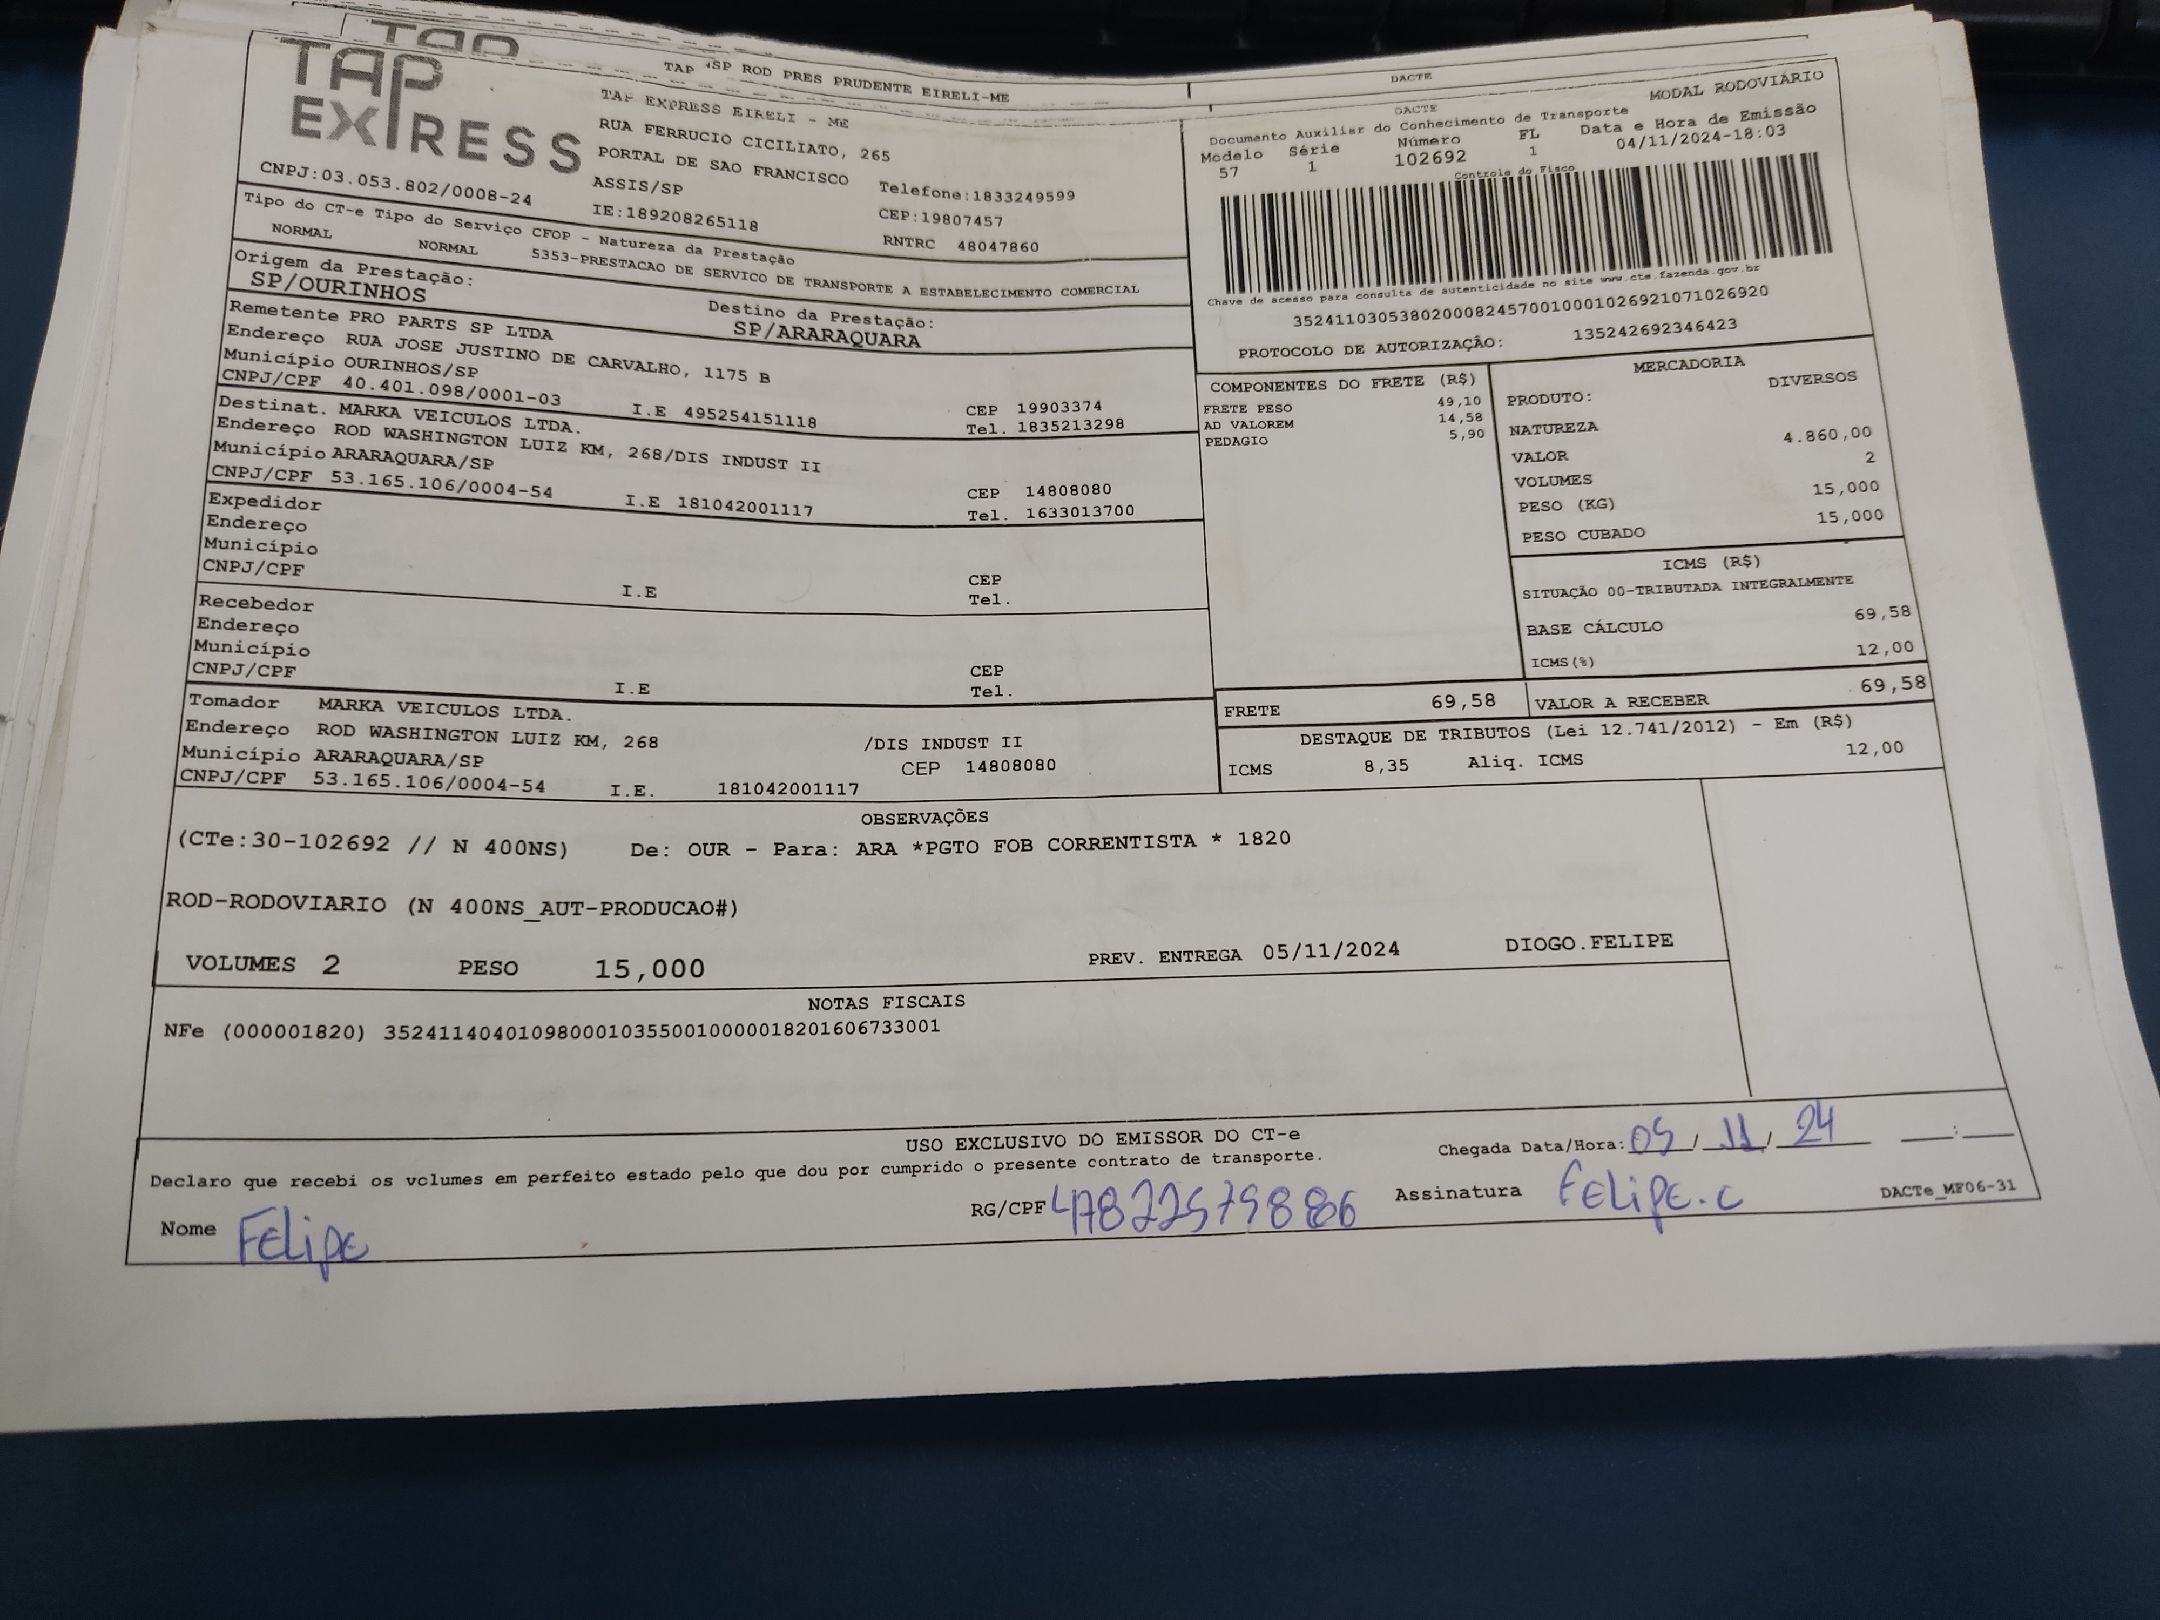 TAP
TAP SP ROD PRES PRUDENTE EIRELI-ME
DACTE
TAP EXPRESS
TAP EXPRESS EIRELI - ME
RUA FERRUCIO CICILIATO, 265
PORTAL DE SAO FRANCISCO
ASSIS/SP
Telefone:1833249599
CNPJ:03.053.802/0008-24
IE:189208265118
CEP:19807457
RNTRC 48047860
DACTE
MODAL RODOVIÁRIO
Documento Auxiliar do Conhecimento de Transporte
Modelo Série Número FL Data e Hora de Emissão
57 1 102692 1 04/11/2024-18:03
Controle do Fisco
Chave de acesso para consulta de autenticidade no site www.cte.fazenda.gov.br
35241103053802000824570010001026921071026920
PROTOCOLO DE AUTORIZAÇÃO: 135242692346423
Tipo do CT-e Tipo do Serviço CFOP - Natureza da Prestação
NORMAL NORMAL 5353-PRESTACAO DE SERVICO DE TRANSPORTE A ESTABELECIMENTO COMERCIAL
Origem da Prestação: Destino da Prestação:
SP/OURINHOS SP/ARARAQUARA
Remetente PRO PARTS SP LTDA
Endereço RUA JOSE JUSTINO DE CARVALHO, 1175 B
Município OURINHOS/SP CEP 19903374
CNPJ/CPF 40.401.098/0001-03 I.E 495254151118 Tel. 1835213298
Destinat. MARKA VEICULOS LTDA.
Endereço ROD WASHINGTON LUIZ KM, 268/DIS INDUST II
Município ARARAQUARA/SP CEP 14808080
CNPJ/CPF 53.165.106/0004-54 I.E 181042001117 Tel. 1633013700
Expedidor
Endereço
Município CEP
CNPJ/CPF I.E Tel.
Recebedor
Endereço
Município CEP
CNPJ/CPF I.E Tel.
Tomador MARKA VEICULOS LTDA.
Endereço ROD WASHINGTON LUIZ KM, 268 /DIS INDUST II
Município ARARAQUARA/SP CEP 14808080
CNPJ/CPF 53.165.106/0004-54 I.E. 181042001117
COMPONENTES DO FRETE (R$)
FRETE PESO 49,10
AD VALOREM 14,58
PEDAGIO 5,90
MERCADORIA
PRODUTO: DIVERSOS
NATUREZA
VALOR 4.860,00
VOLUMES 2
PESO (KG) 15,000
PESO CUBADO 15,000
ICMS (R$)
SITUAÇÃO 00-TRIBUTADA INTEGRALMENTE
BASE CÁLCULO 69,58
ICMS(%) 12,00
FRETE 69,58 VALOR A RECEBER 69,58
DESTAQUE DE TRIBUTOS (Lei 12.741/2012) - Em (R$)
ICMS 8,35 Aliq. ICMS 12,00
OBSERVAÇÕES
(CTe:30-102692 // N 400NS) De: OUR - Para: ARA *PGTO FOB CORRENTISTA * 1820
ROD-RODOVIARIO (N 400NS_AUT-PRODUCAO#)
VOLUMES 2 PESO 15,000 PREV. ENTREGA 05/11/2024 DIOGO.FELIPE
NOTAS FISCAIS
NFe (000001820) 35241140401098000103550010000018201606733001
USO EXCLUSIVO DO EMISSOR DO CT-e
Declaro que recebi os volumes em perfeito estado pelo que dou por cumprido o presente contrato de transporte.
Chegada Data/Hora: 05/11/24 __:__
Nome Felipe RG/CPF 47822579886 Assinatura Felipe.c
DACTe_MF06-31